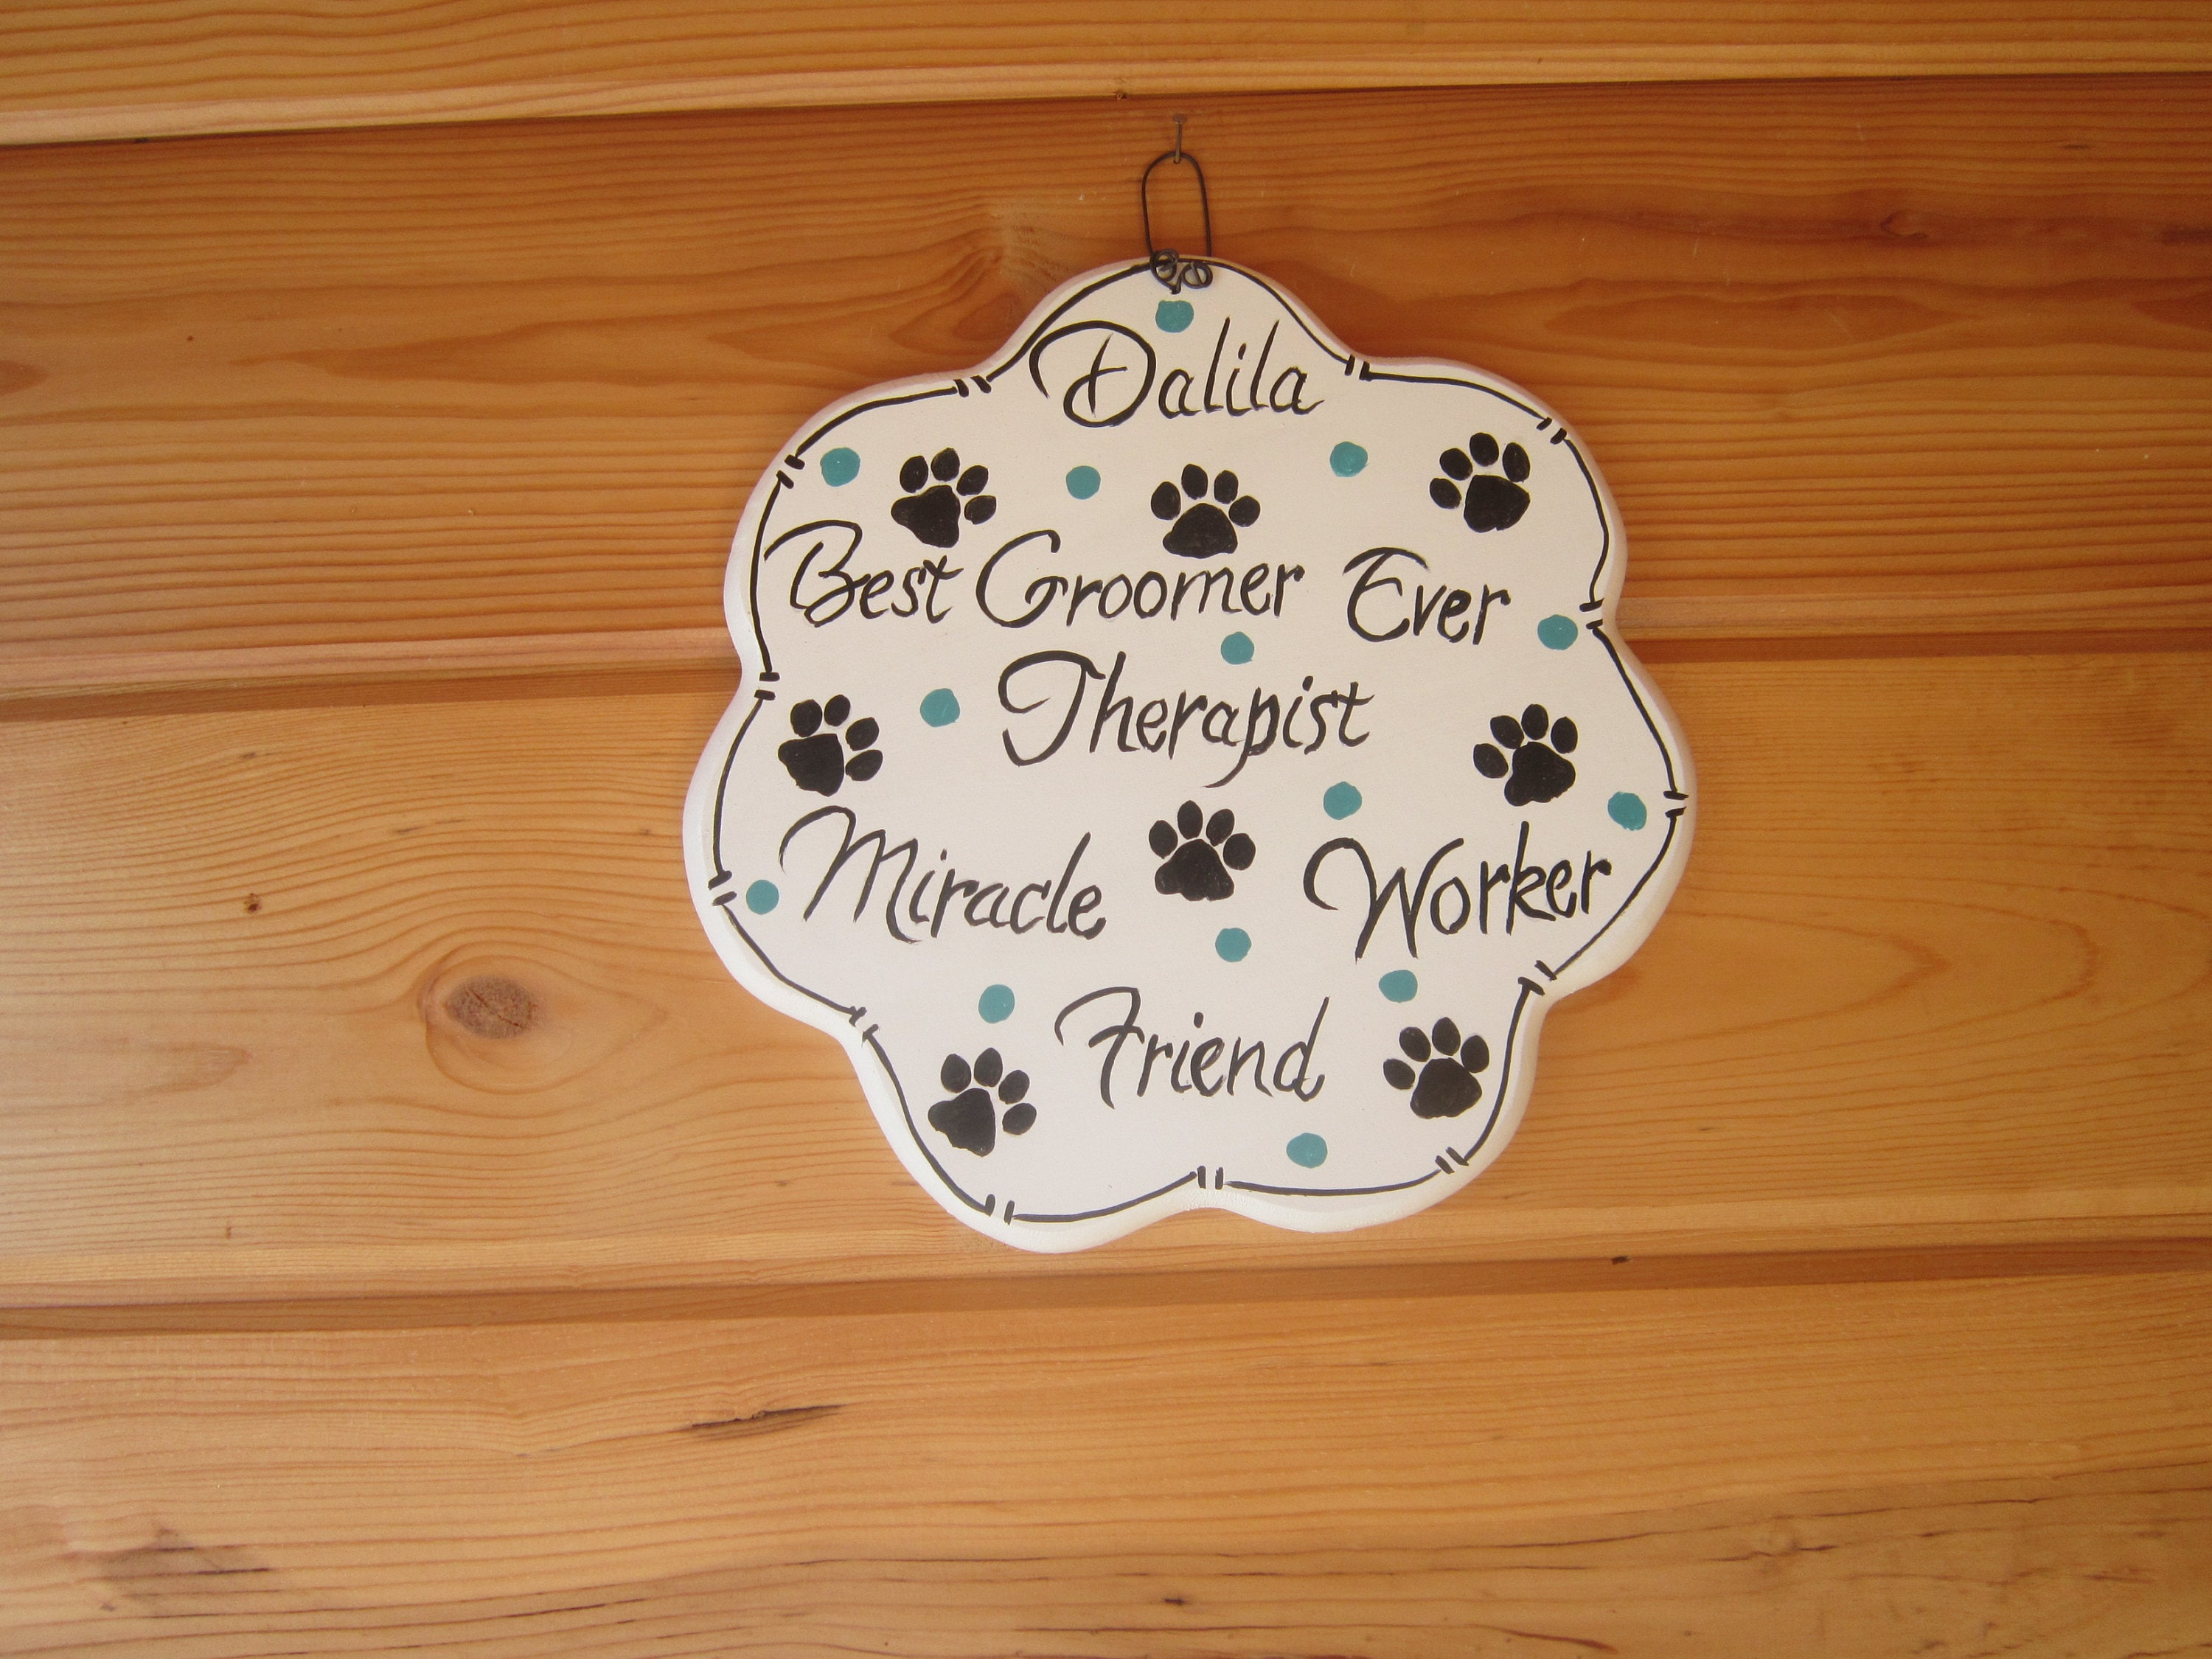 Dalila
Best Groomer Ever
Therapist
Miracle Worker
Friend